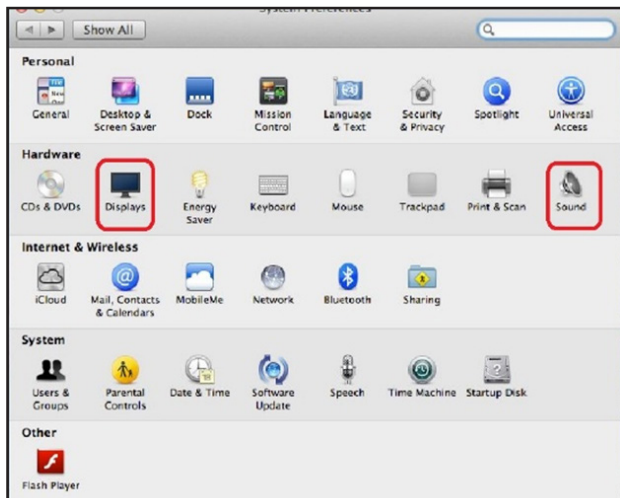 System Preferences
Show All
Personal
General
Desktop & Screen Saver
Dock
Mission Control
Language & Text
Security & Privacy
Spotlight
Universal Access
Hardware
CDs & DVDs
Displays
Energy Saver
Keyboard
Mouse
Trackpad
Print & Scan
Sound
Internet & Wireless
iCloud
Mail, Contacts & Calendars
MobileMe
Network
Bluetooth
Sharing
System
Users & Groups
Parental Controls
Date & Time
Software Update
Speech
Time Machine
Startup Disk
Other
Flash Player